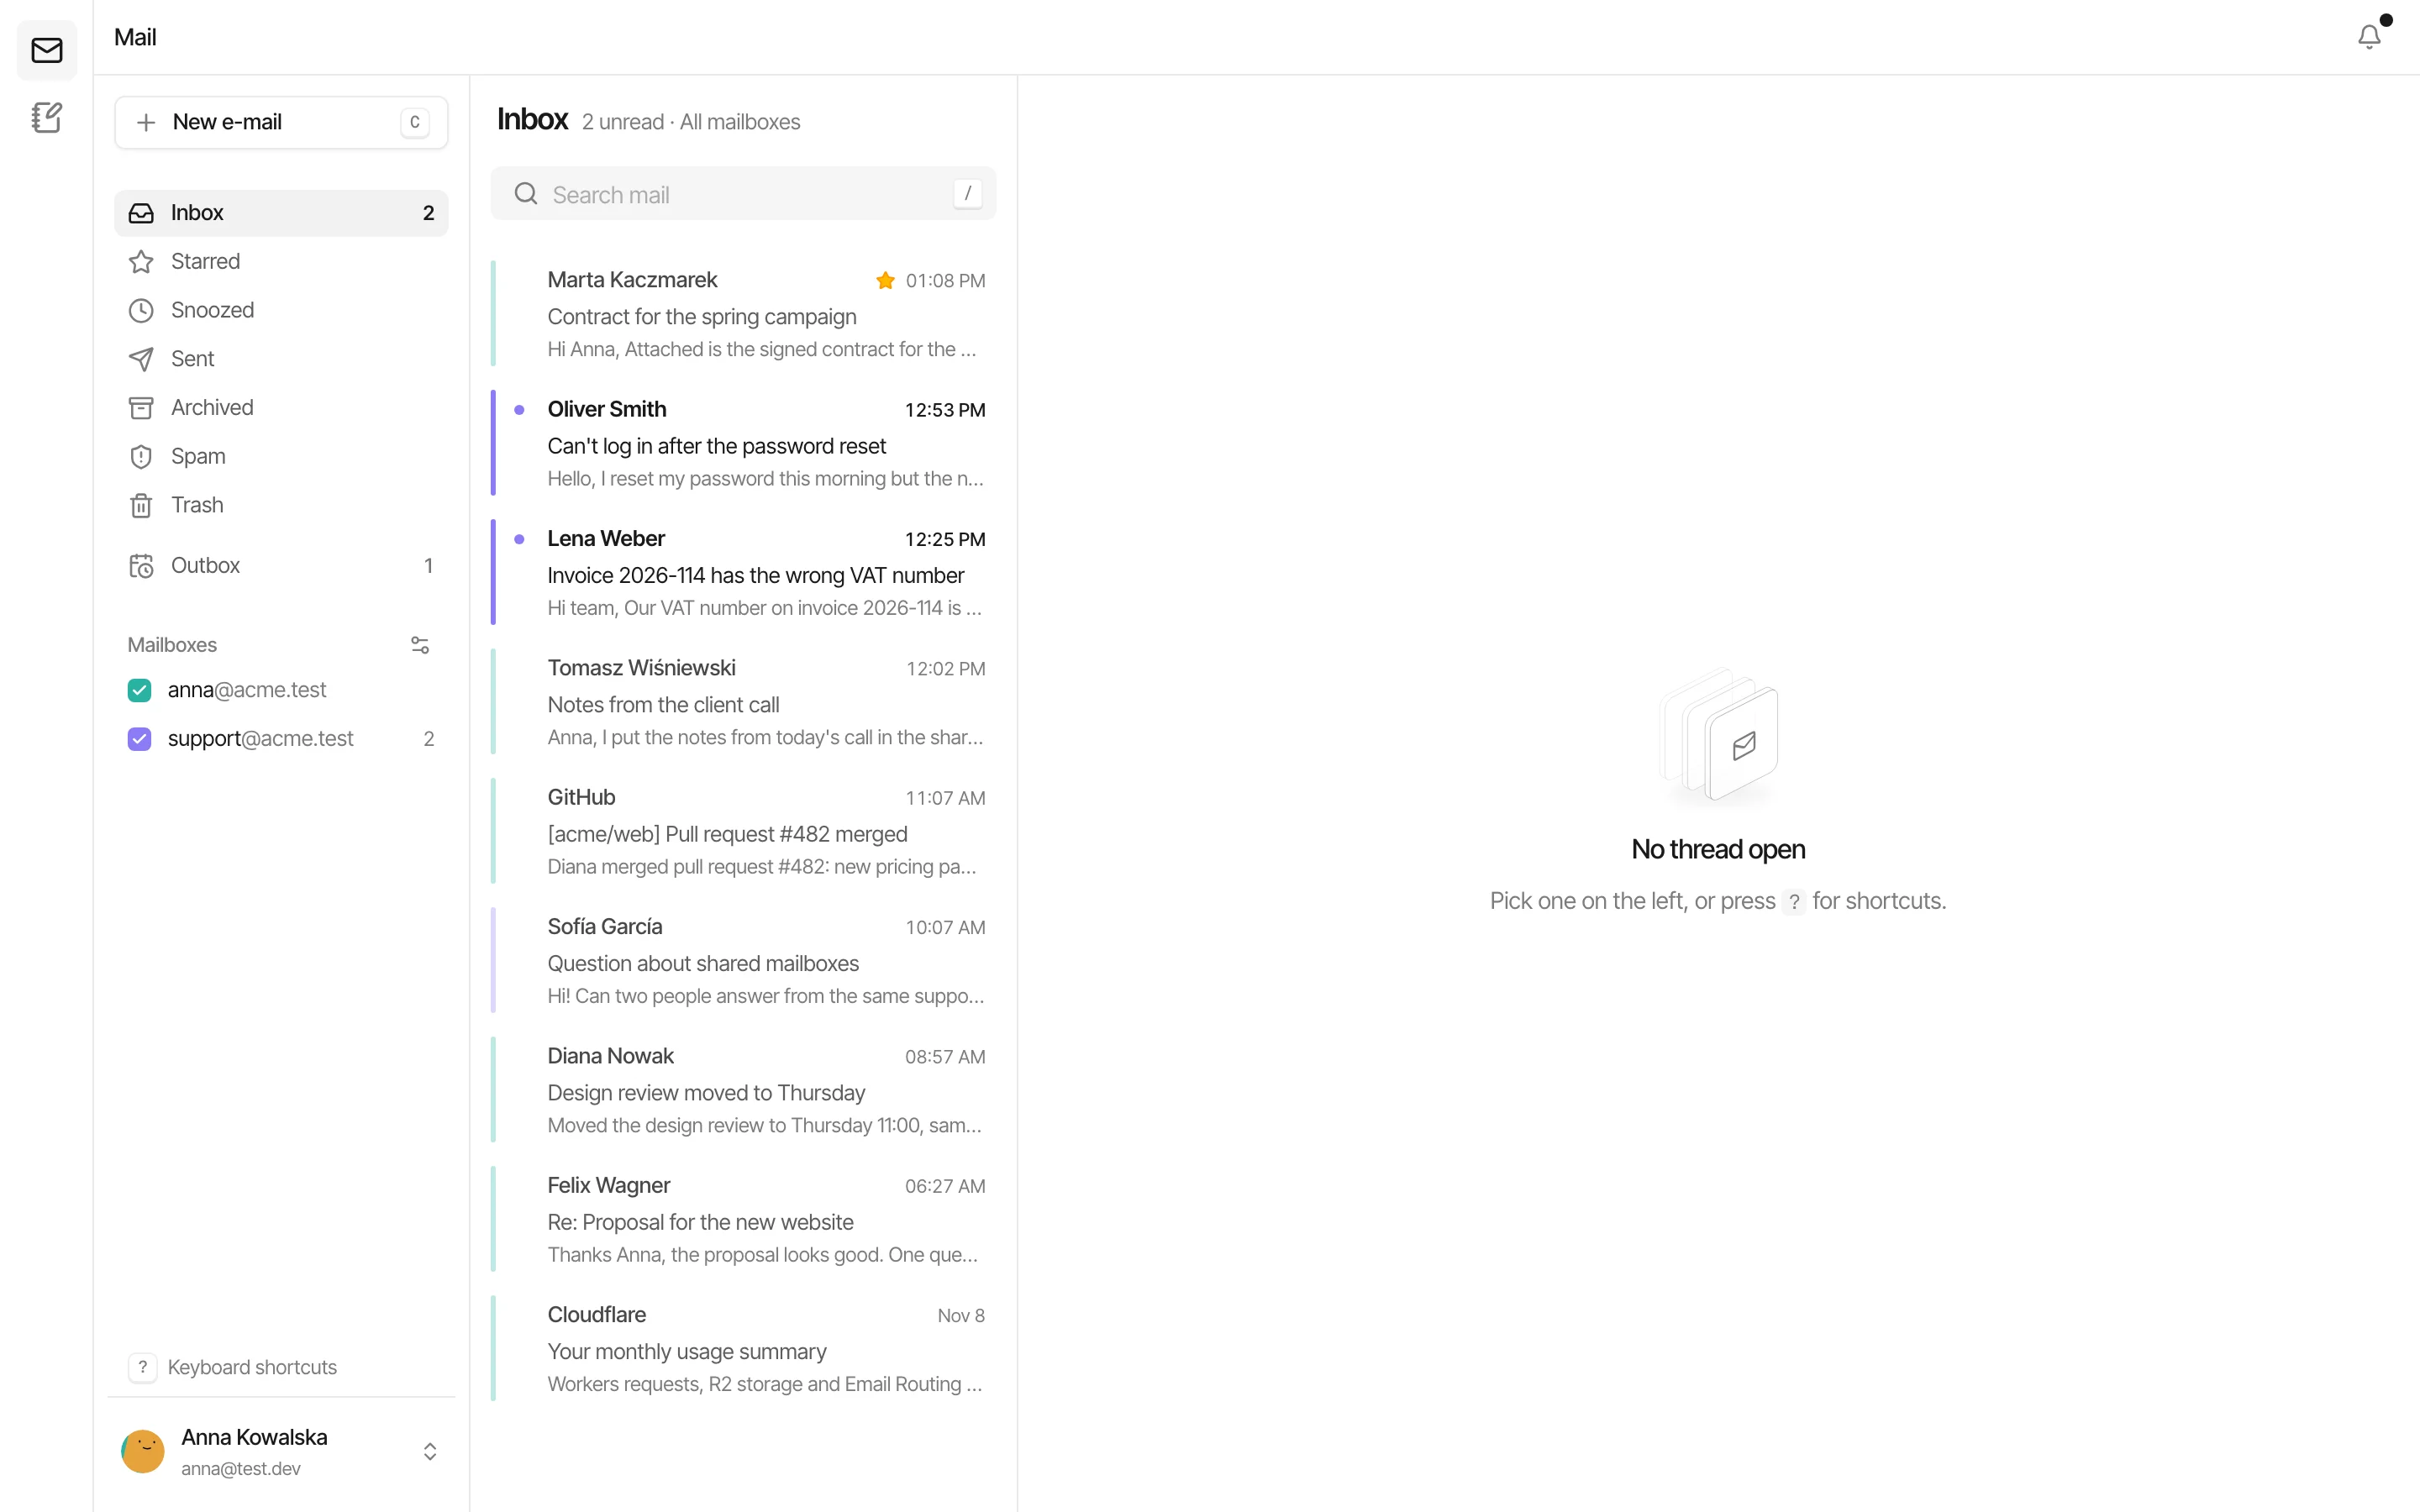 Mail
New e-mail C
Inbox 2
Starred
Snoozed
Sent
Archived
Spam
Trash
Outbox 1
Mailboxes
anna@acme.test
support@acme.test 2
? Keyboard shortcuts
Anna Kowalska
anna@test.dev
Inbox 2 unread · All mailboxes
Search mail /
Marta Kaczmarek 01:08 PM
Contract for the spring campaign
Hi Anna, Attached is the signed contract for the ...
Oliver Smith 12:53 PM
Can't log in after the password reset
Hello, I reset my password this morning but the n...
Lena Weber 12:25 PM
Invoice 2026-114 has the wrong VAT number
Hi team, Our VAT number on invoice 2026-114 is ...
Tomasz Wiśniewski 12:02 PM
Notes from the client call
Anna, I put the notes from today's call in the shar...
GitHub 11:07 AM
[acme/web] Pull request #482 merged
Diana merged pull request #482: new pricing pa...
Sofía García 10:07 AM
Question about shared mailboxes
Hi! Can two people answer from the same suppo...
Diana Nowak 08:57 AM
Design review moved to Thursday
Moved the design review to Thursday 11:00, sam...
Felix Wagner 06:27 AM
Re: Proposal for the new website
Thanks Anna, the proposal looks good. One que...
Cloudflare Nov 8
Your monthly usage summary
Workers requests, R2 storage and Email Routing ...
No thread open
Pick one on the left, or press ? for shortcuts.